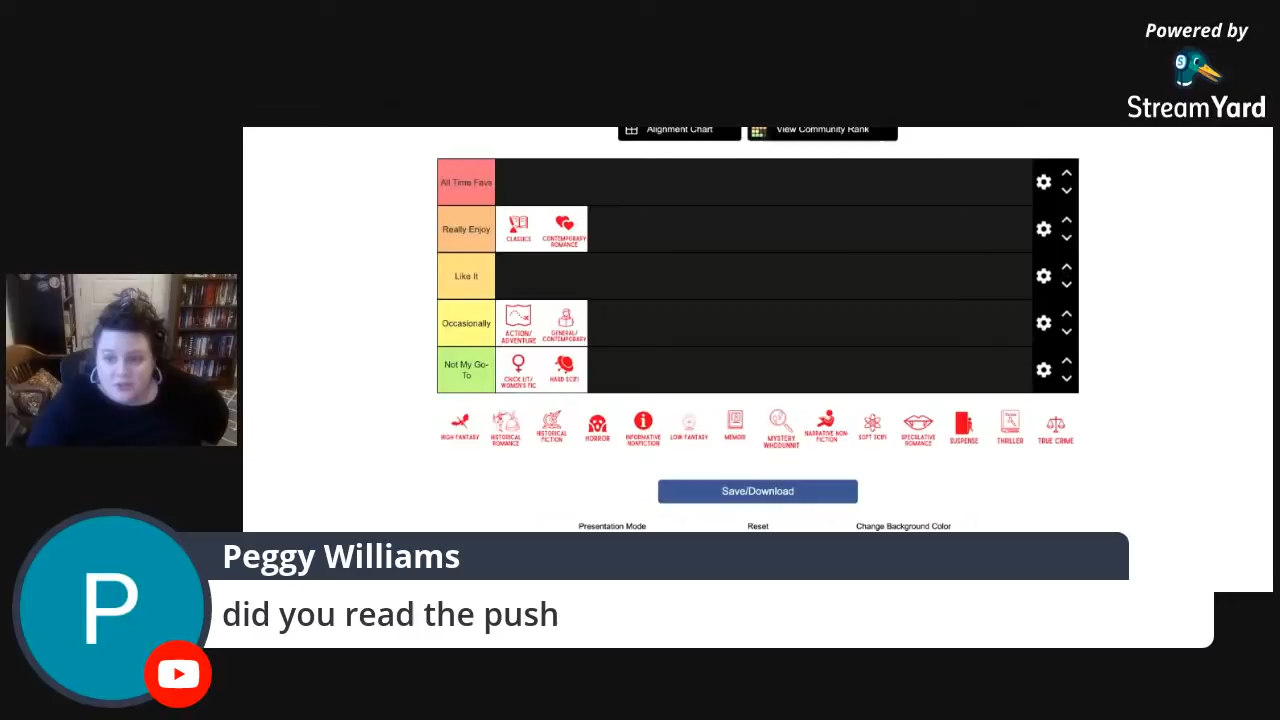 Powered by
StreamYard
Alignment Chart
View Community Rank
All Time Favs
Really Enjoy
CLASSICS
CONTEMPORARY
ROMANCE
Like It
Occasionally
ACTION/
ADVENTURE
GENERAL/
CONTEMPORARY
Not My Go-
To
CHICK LIT/
WOMEN'S FIC
HARD SCIFI
HIGH FANTASY
HISTORICAL
ROMANCE
HISTORICAL
FICTION
HORROR
INFORMATIVE
NONFICTION
LOW FANTASY
MEMOIR
MYSTERY
WHODUNNIT
NARRATIVE NON-
FICTION
SOFT SCIFI
SPECULATIVE
ROMANCE
SUSPENSE
THRILLER
TRUE CRIME
Save/Download
Presentation Mode
Reset
Change Background Color
P
Peggy Williams
did you read the push